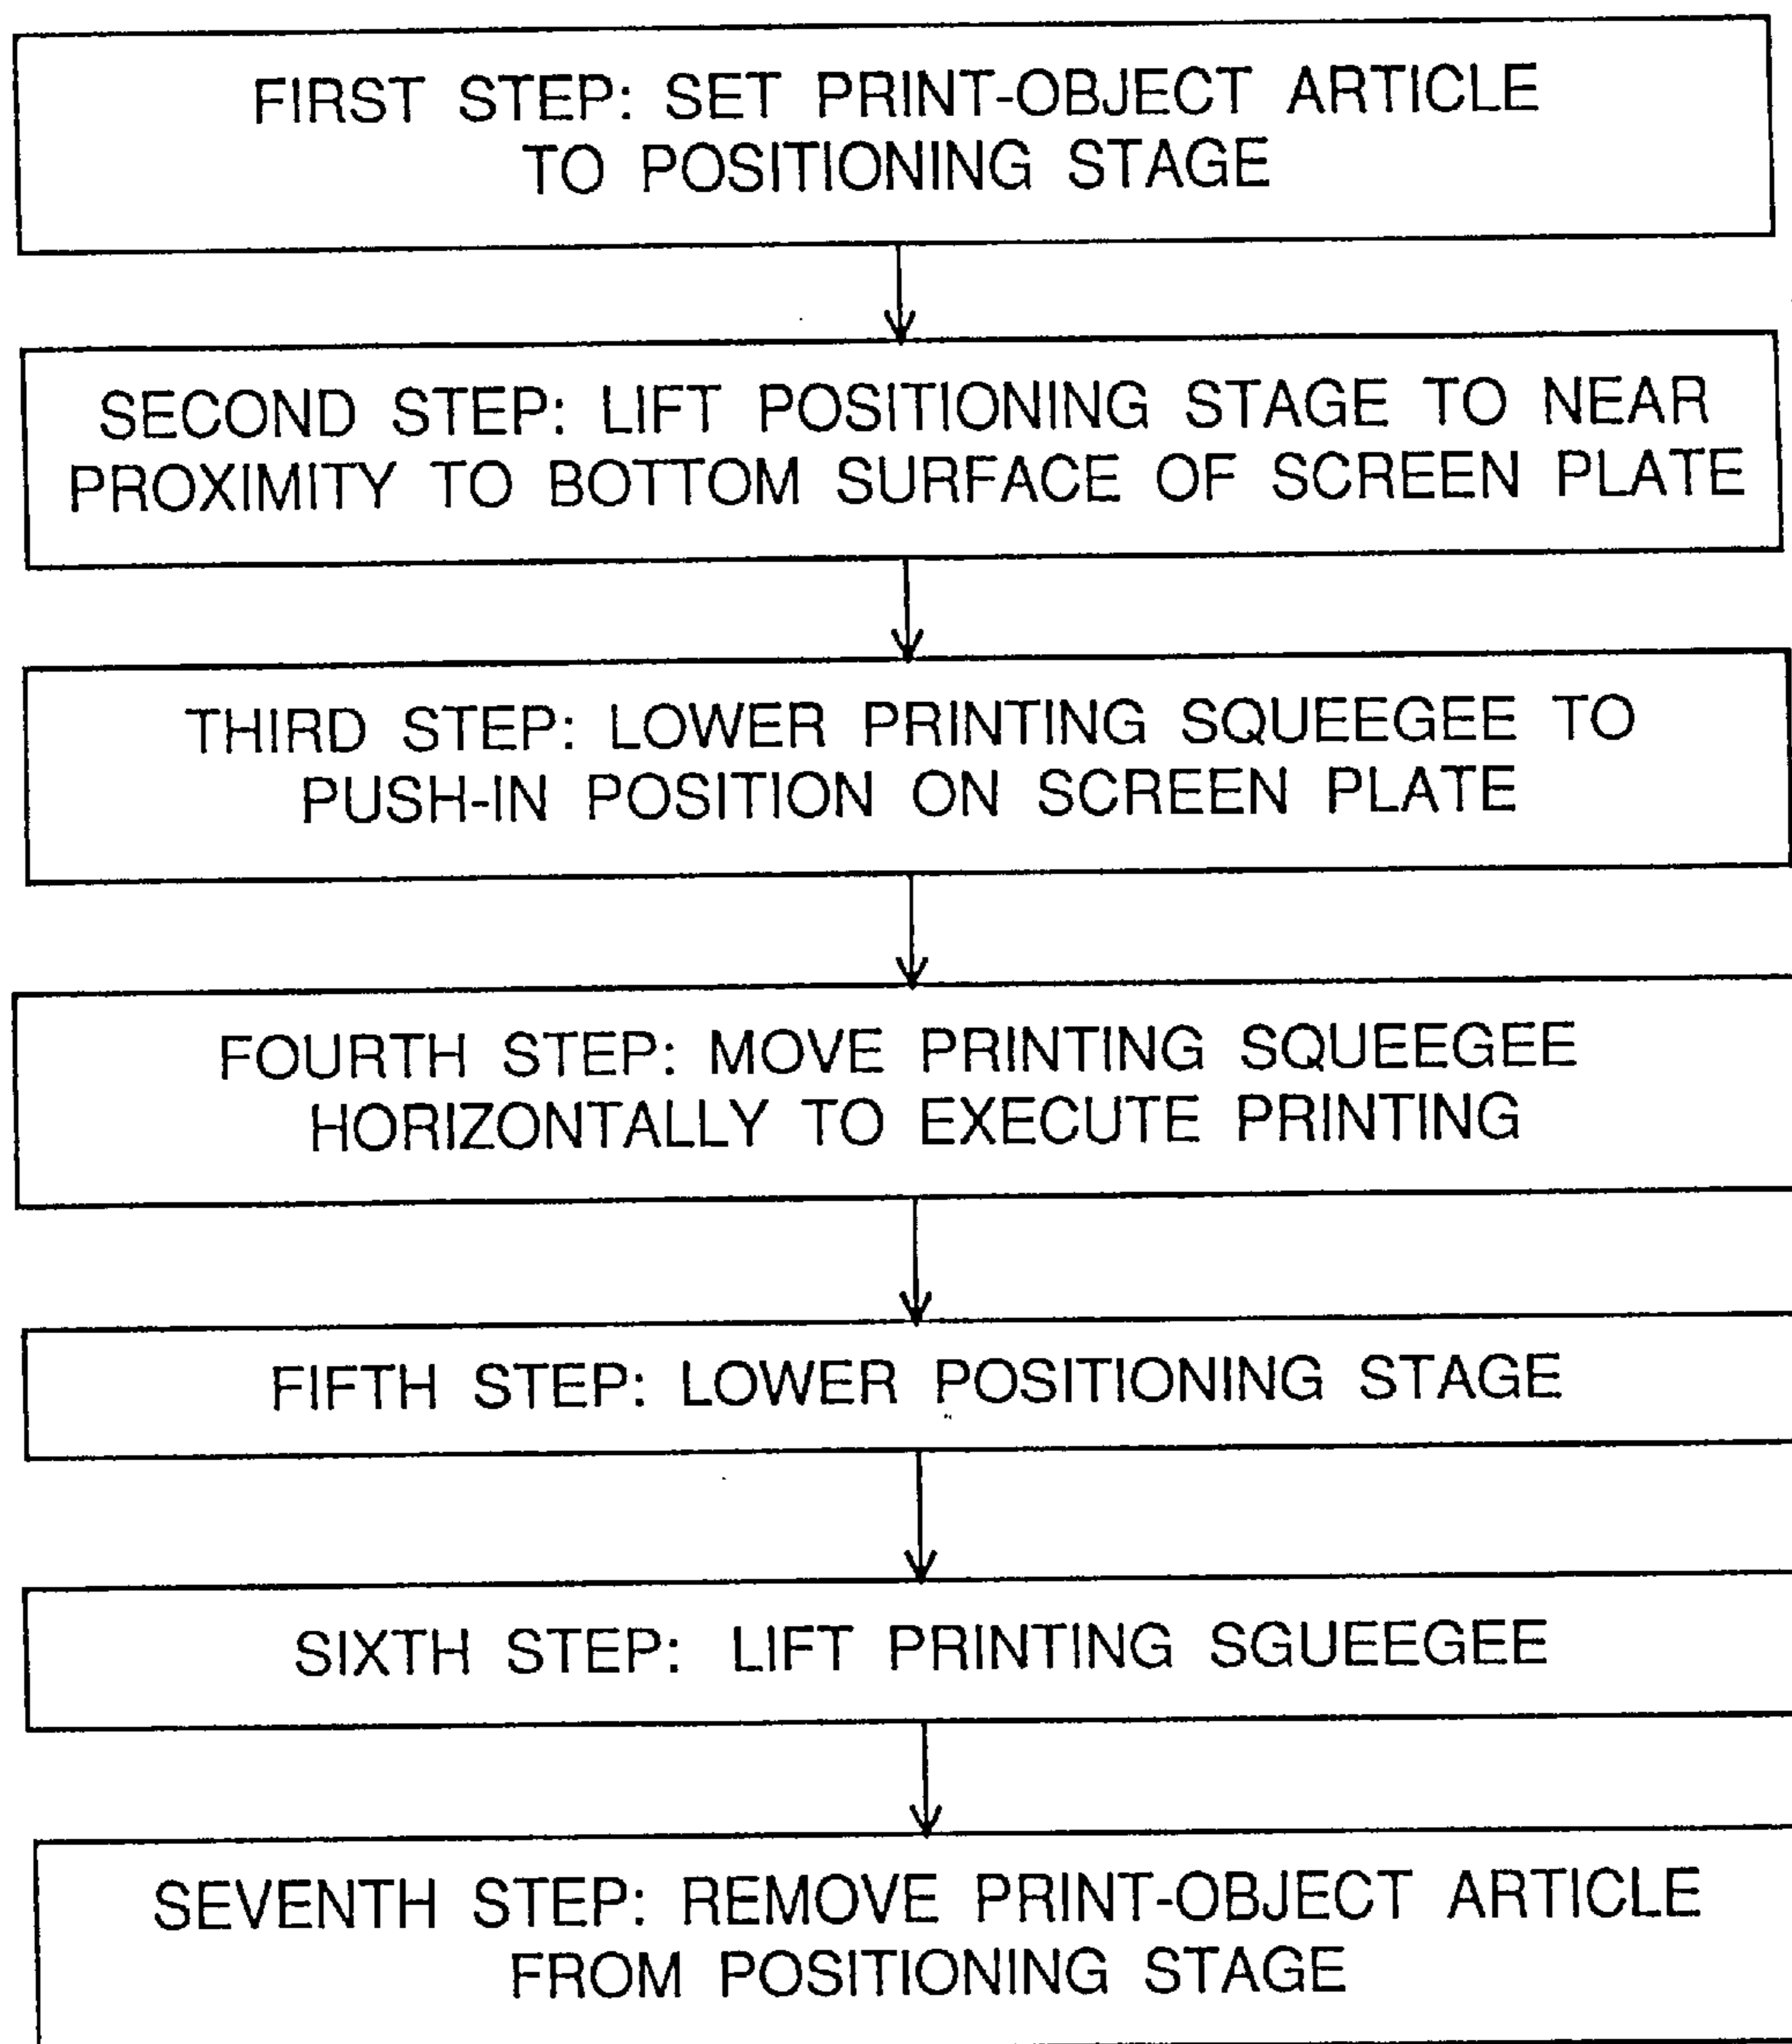 FIRST STEP: SET PRINT-OBJECT ARTICLE
TO POSITIONING STAGE
SECOND STEP: LIFT POSITIONING STAGE TO NEAR
PROXIMITY TO BOTTOM SURFACE OF SCREEN PLATE
THIRD STEP: LOWER PRINTING SQUEEGEE TO
PUSH-IN POSITION ON SCREEN PLATE
FOURTH STEP: MOVE PRINTING SQUEEGEE
HORIZONTALLY TO EXECUTE PRINTING
FIFTH STEP: LOWER POSITIONING STAGE
SIXTH STEP: LIFT PRINTING SGUEEGEE
SEVENTH STEP: REMOVE PRINT-OBJECT ARTICLE
FROM POSITIONING STAGE